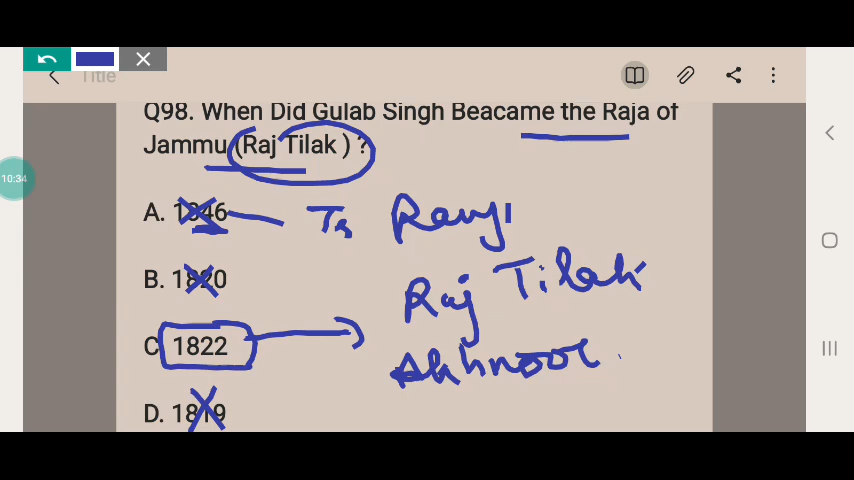 10:34
Title
Q98. When Did Gulab Singh Beacame the Raja of
Jammu (Raj Tilak ) ?
A. 1846
B. 1820
C 1822
Raj Tilak
Akhnoor
D. 1819